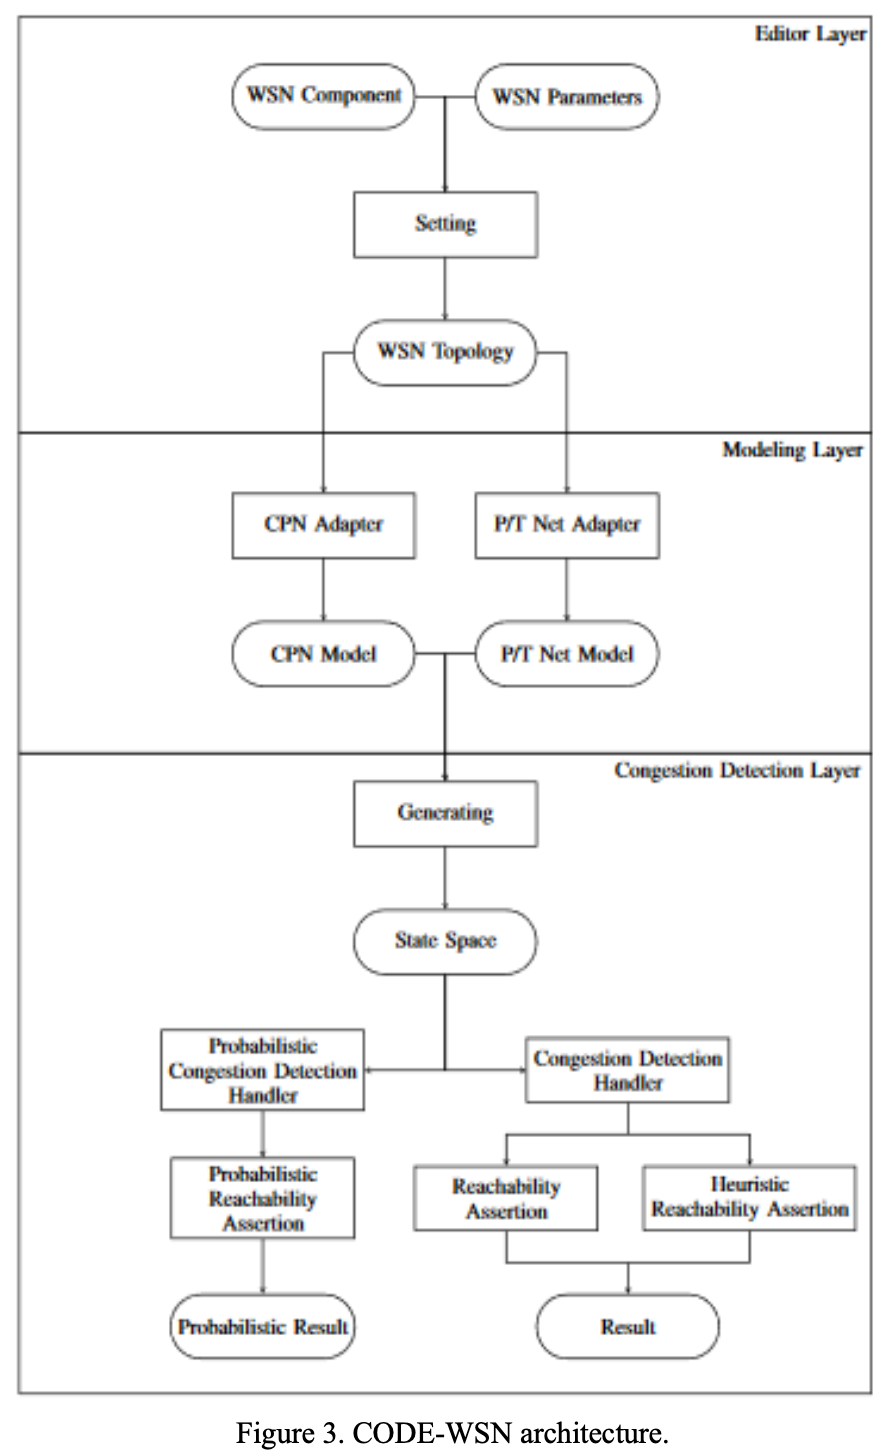 Editor Layer
WSN Component
WSN Parameters
Setting
WSN Topology
Modeling Layer
CPN Adapter
P/T Net Adapter
CPN Model
P/T Net Model
Congestion Detection Layer
Generating
State Space
Probabilistic
Congestion Detection
Handler
Congestion Detection
Handler
Probabilistic
Reachability
Assertion
Reachability
Assertion
Heuristic
Reachability Assertion
Probabilistic Result
Result
Figure 3. CODE-WSN architecture.